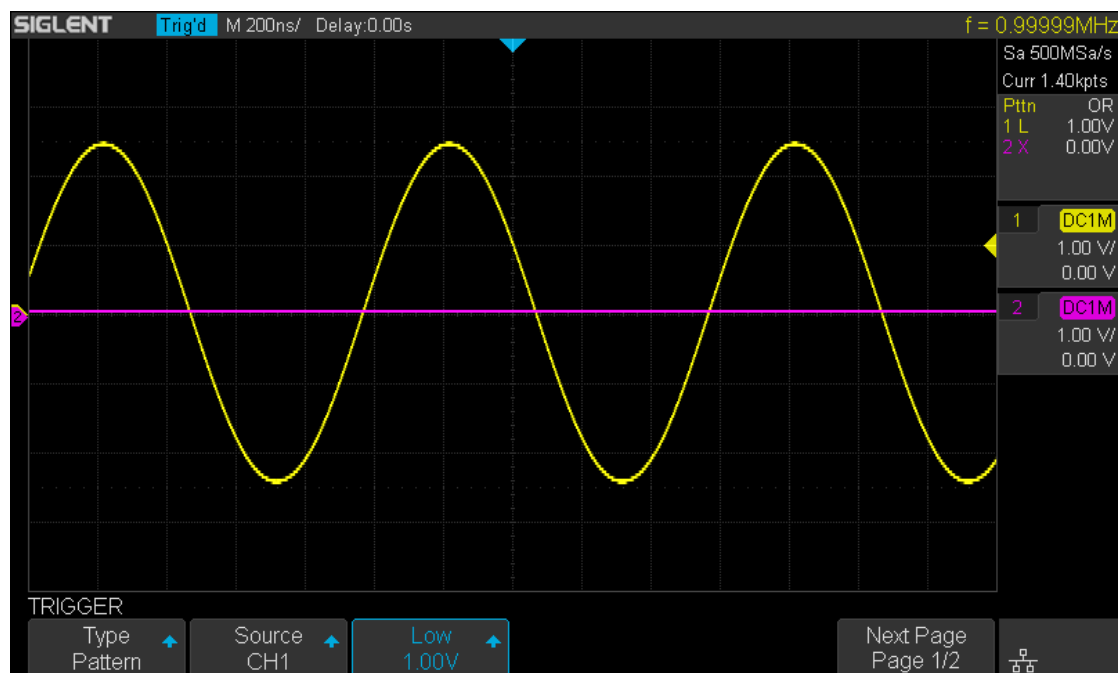 SIGLENT Trig'd M 200ns/ Delay:0.00s f = 0.99999MHz
Sa 500MSa/s
Curr 1.40kpts
Pttn OR
1 L 1.00V
2 X 0.00V
1 DC1M
1.00 V/
0.00 V
2 DC1M
1.00 V/
0.00 V
2
TRIGGER
Type Source Low Next Page
Pattern CH1 1.00V Page 1/2